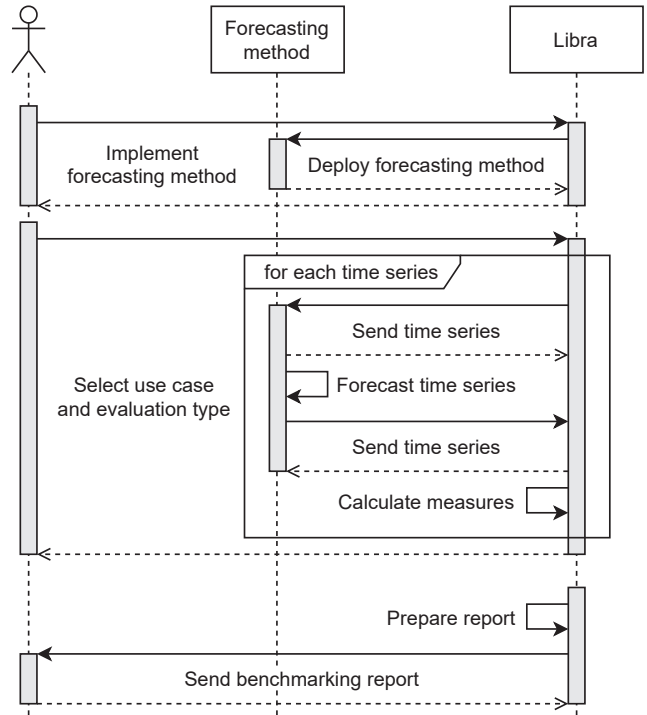 Forecasting
method
Libra
Implement
forecasting method
Deploy forecasting method
for each time series
Send time series
Select use case
and evaluation type
Forecast time series
Send time series
Calculate measures
Prepare report
Send benchmarking report